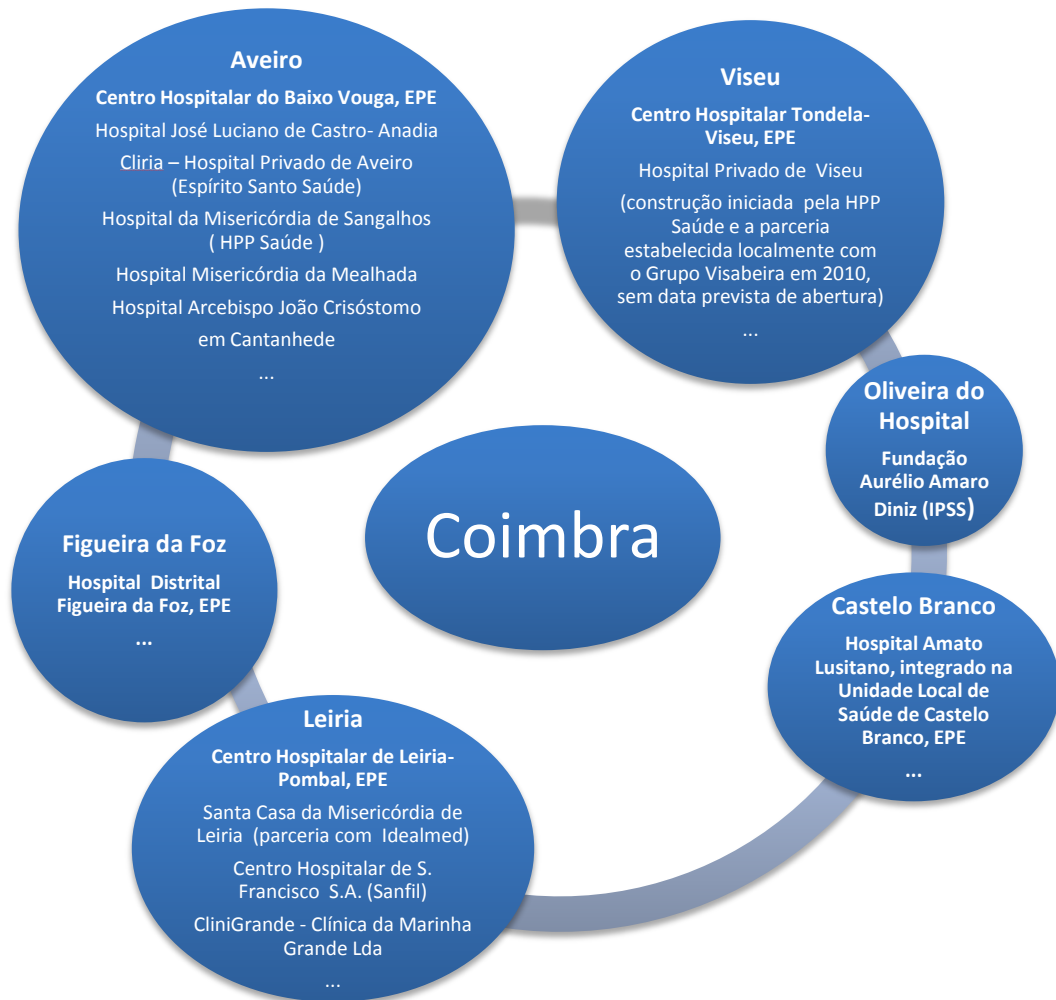 Aveiro
Centro Hospitalar do Baixo Vouga, EPE
Hospital José Luciano de Castro- Anadia
Cliria – Hospital Privado de Aveiro
(Espírito Santo Saúde)
Hospital da Misericórdia de Sangalhos
( HPP Saúde )
Hospital Misericórdia da Mealhada
Hospital Arcebispo João Crisóstomo
em Cantanhede
...
Viseu
Centro Hospitalar Tondela-
Viseu, EPE
Hospital Privado de Viseu
(construção iniciada pela HPP
Saúde e a parceria
estabelecida localmente com
o Grupo Visabeira em 2010,
sem data prevista de abertura)
...
Oliveira do
Hospital
Fundação
Aurélio Amaro
Diniz (IPSS)
Coimbra
Figueira da Foz
Hospital Distrital
Figueira da Foz, EPE
...
Castelo Branco
Hospital Amato
Lusitano, integrado na
Unidade Local de
Saúde de Castelo
Branco, EPE
...
Leiria
Centro Hospitalar de Leiria-
Pombal, EPE
Santa Casa da Misericórdia de
Leiria (parceria com Idealmed)
Centro Hospitalar de S.
Francisco S.A. (Sanfil)
CliniGrande - Clínica da Marinha
Grande Lda
...